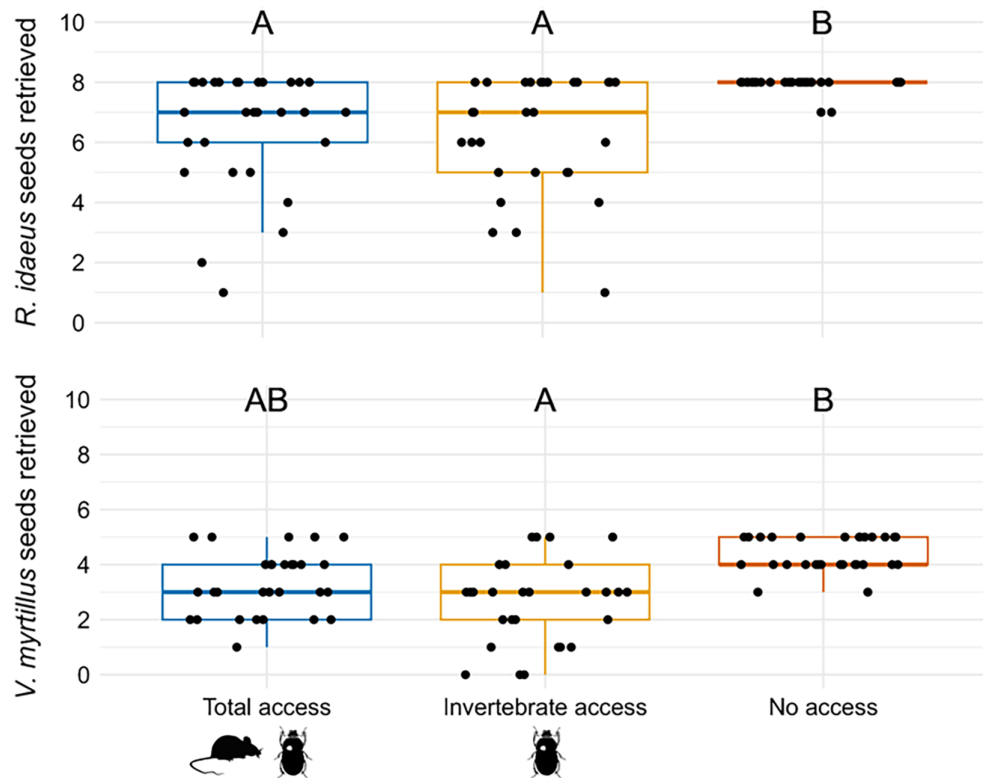 R. idaeus seeds retrieved
10
8
6
4
2
0
A
A
B
V. myrtillus seeds retrieved
10
8
6
4
2
0
AB
A
B
Total access
Invertebrate access
No access